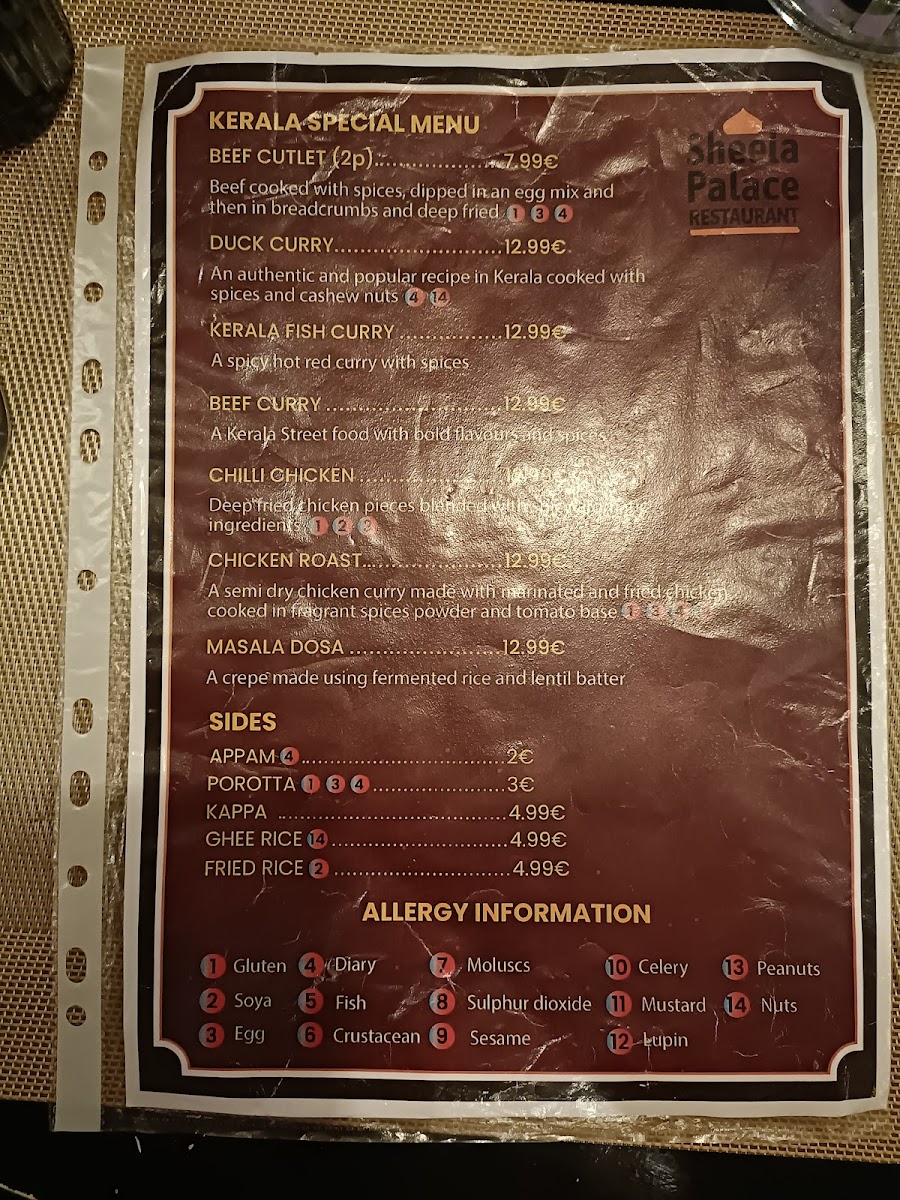 Sheela
Palace
RESTAURANT
KERALA SPECIAL MENU
BEEF CUTLET (2p)......................7.99€
Beef cooked with spices, dipped in an egg mix and
then in breadcrumbs and deep fried 1 3 4
DUCK CURRY...........................12.99€
An authentic and popular recipe in Kerala cooked with
spices and cashew nuts 4 14
KERALA FISH CURRY ................12.99€
A spicy hot red curry with spices
BEEF CURRY ............................12.99€
A Kerala Street food with bold flavours and spices
CHILLI CHICKEN .......................
Deep fried chicken pieces blended with
ingredients 1 2 3
CHICKEN ROAST.......................12.99€
A semi dry chicken curry made with marinated and fried chicken
cooked in fragrant spices powder and tomato base 1
MASALA DOSA ........................12.99€
A crepe made using fermented rice and lentil batter
SIDES
APPAM 4 .................................2€
POROTTA 1 3 4 ......................3€
KAPPA ....................................4.99€
GHEE RICE 14 ............................4.99€
FRIED RICE 2 ............................4.99€
ALLERGY INFORMATION
1 Gluten 4 Diary 7 Moluscs 10 Celery 13 Peanuts
2 Soya 5 Fish 8 Sulphur dioxide 11 Mustard 14 Nuts
3 Egg 6 Crustacean 9 Sesame 12 Lupin